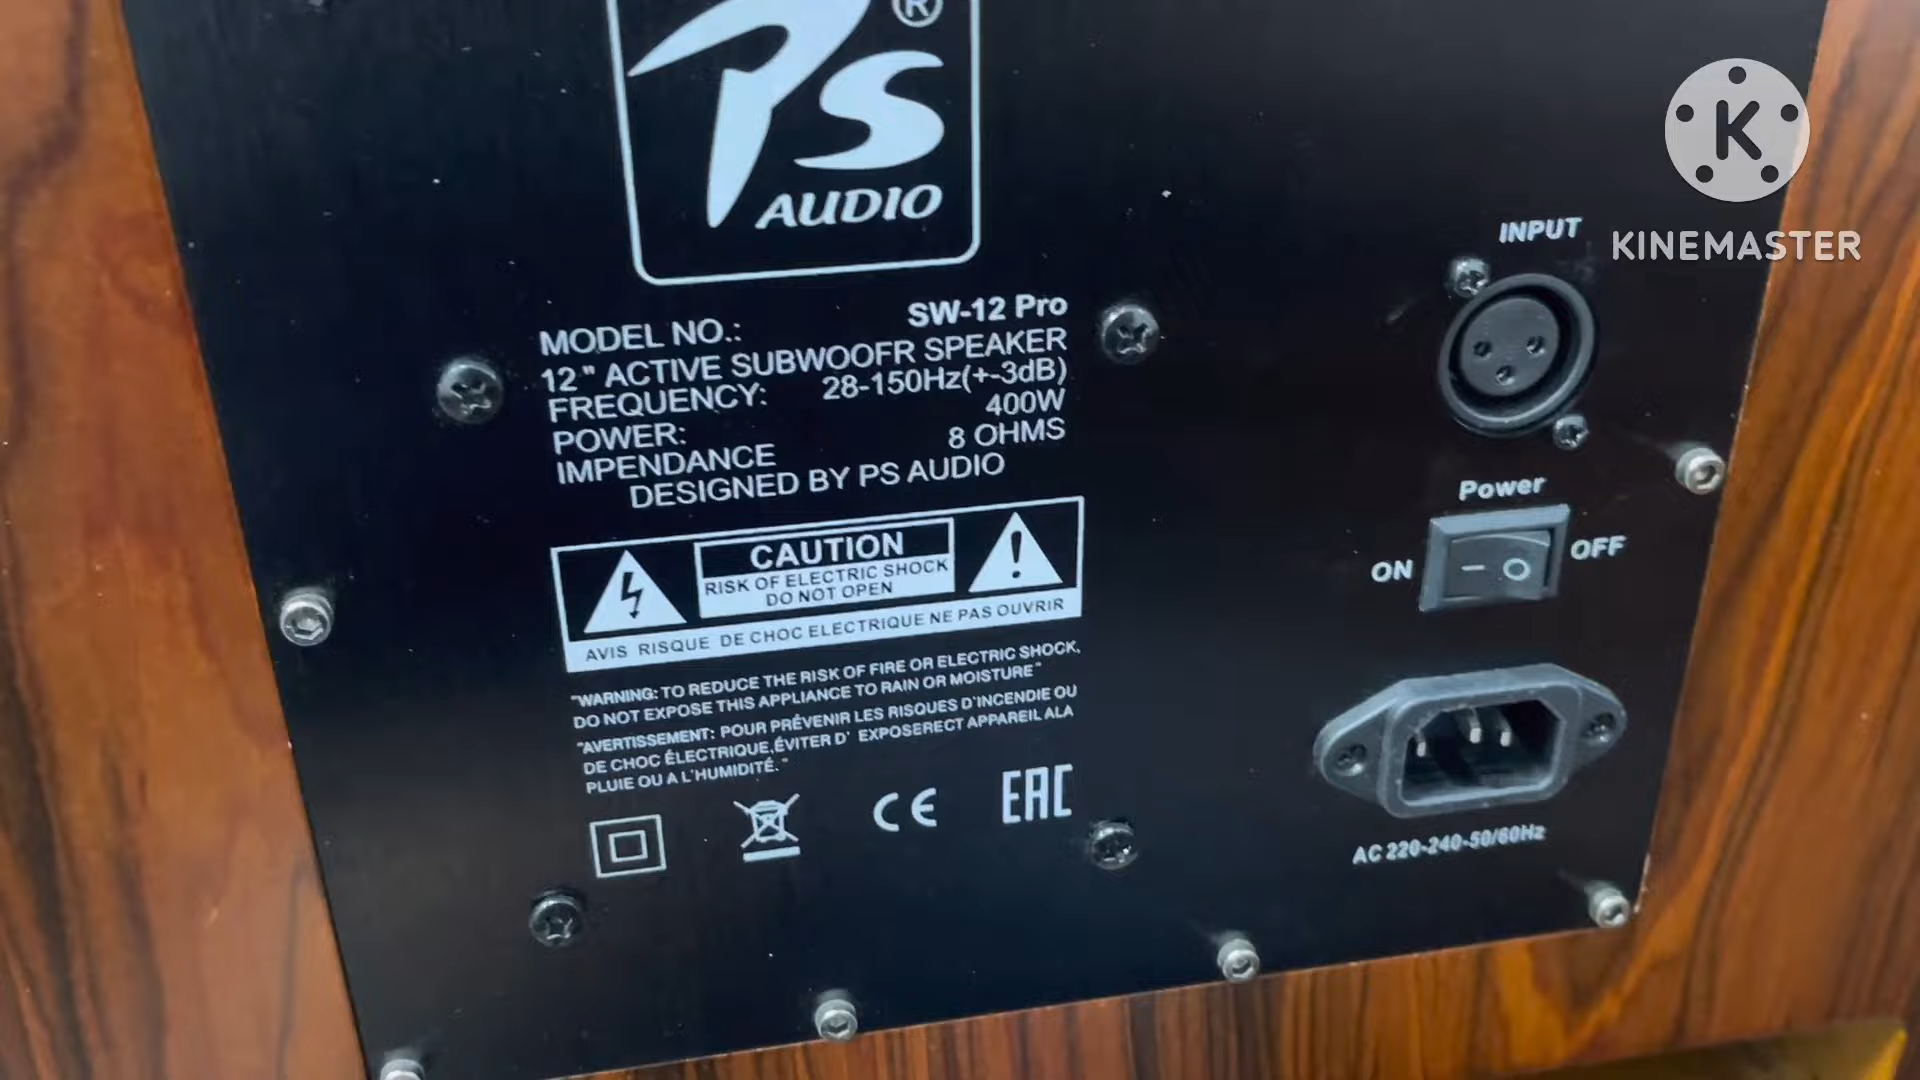 ®
PS
AUDIO
K
KINEMASTER
MODEL NO.: SW-12 Pro
12" ACTIVE SUBWOOFR SPEAKER
FREQUENCY: 28-150Hz(+-3dB)
POWER: 400W
IMPENDANCE 8 OHMS
DESIGNED BY PS AUDIO
CAUTION
RISK OF ELECTRIC SHOCK
DO NOT OPEN
AVIS RISQUE DE CHOC ELECTRIQUE NE PAS OUVRIR
"WARNING: TO REDUCE THE RISK OF FIRE OR ELECTRIC SHOCK,
DO NOT EXPOSE THIS APPLIANCE TO RAIN OR MOISTURE"
"AVERTISSEMENT: POUR PRÉVENIR LES RISQUES D'INCENDIE OU
DE CHOC ÉLECTRIQUE,ÉVITER D' EXPOSERECT APPAREIL ALA
PLUIE OU A L'HUMIDITÉ."
CE
EAC
INPUT
Power
ON
OFF
AC 220-240-50/60Hz